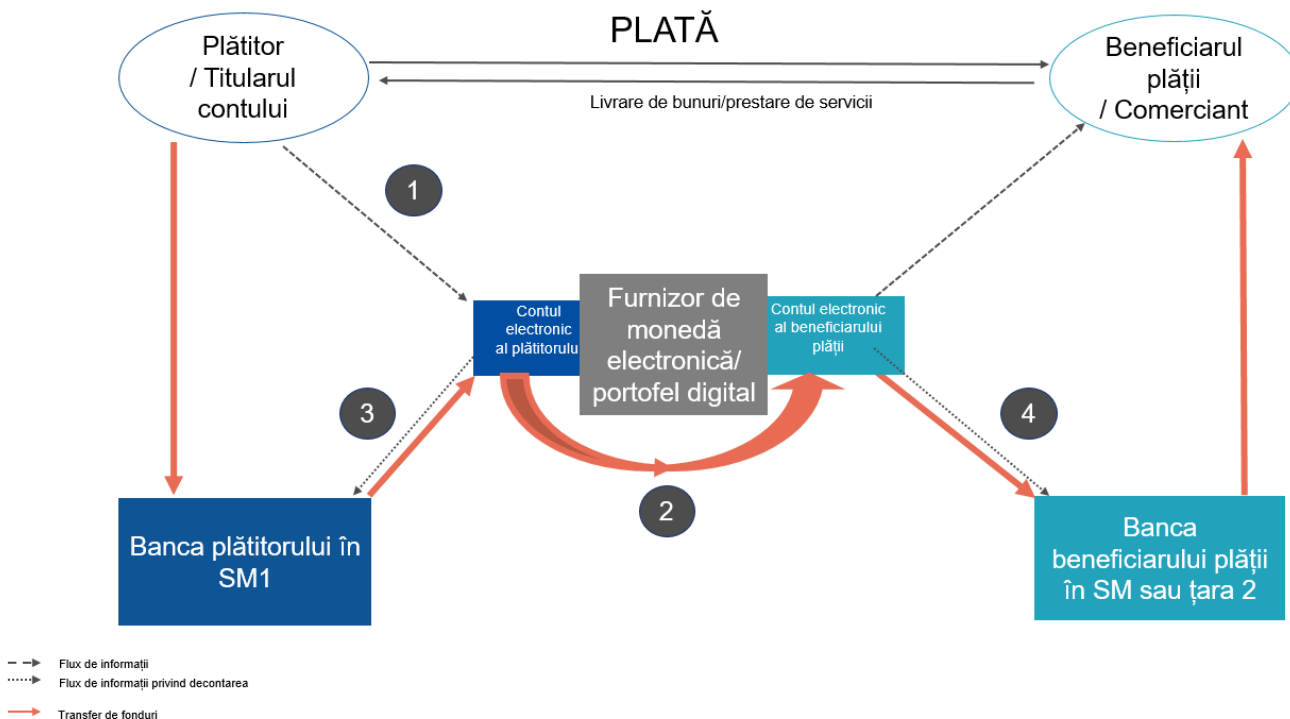 PLATĂ
Plătitor
/ Titularul
contului
Beneficiarul
plății
/ Comerciant
Livrare de bunuri/prestare de servicii
1
Contul
electronic
al plătitorulu
Furnizor de
monedă
electronică/
portofel digital
Contul electronic
al beneficiarului
plății
3
4
2
Banca plătitorului în
SM1
Banca
beneficiarului plății
în SM sau țara 2
Flux de informații
Flux de informații privind decontarea
Transfer de fonduri